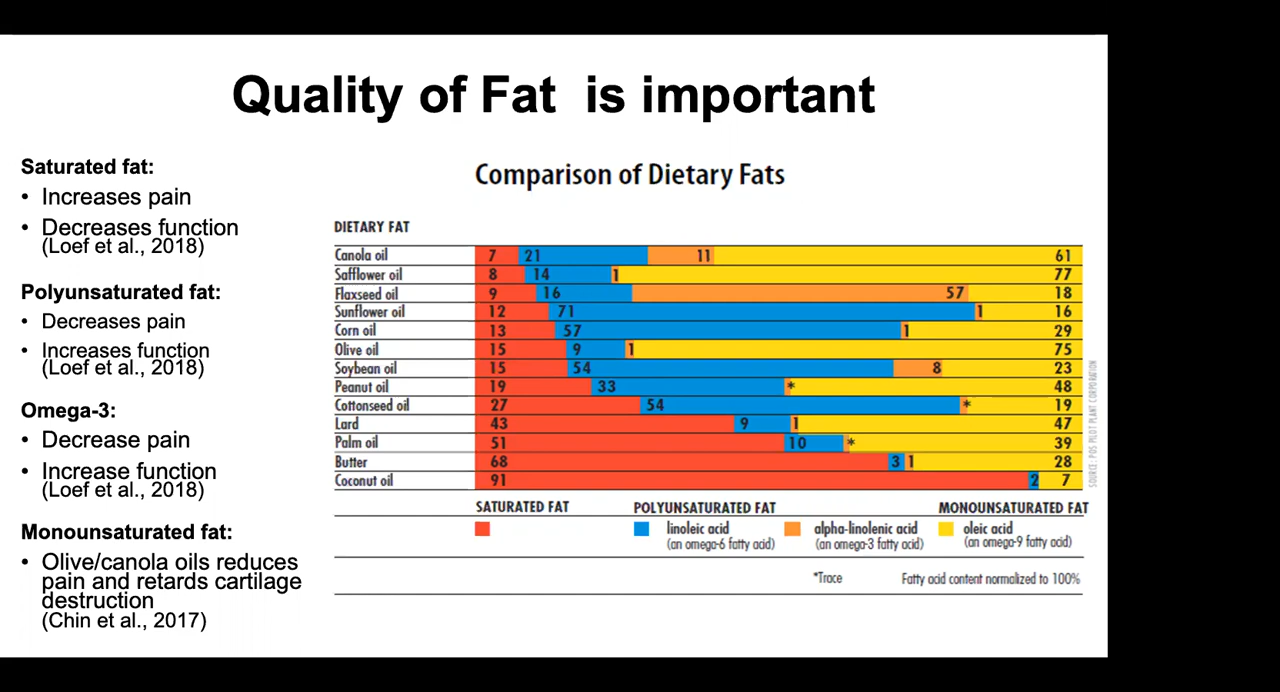 Quality of Fat is important
Saturated fat:
• Increases pain
• Decreases function
(Loef et al., 2018)
Polyunsaturated fat:
• Decreases pain
• Increases function
(Loef et al., 2018)
Omega-3:
• Decrease pain
• Increase function
(Loef et al., 2018)
Monounsaturated fat:
• Olive/canola oils reduces
pain and retards cartilage
destruction
(Chin et al., 2017)
Comparison of Dietary Fats
DIETARY FAT
Canola oil 7 21 11 61
Safflower oil 8 14 1 77
Flaxseed oil 9 16 57 18
Sunflower oil 12 71 1 16
Corn oil 13 57 1 29
Olive oil 15 9 1 75
Soybean oil 15 54 8 23
Peanut oil 19 33 * 48
Cottonseed oil 27 54 * 19
Lard 43 9 1 47
Palm oil 51 10 * 39
Butter 68 3 1 28
Coconut oil 91 2 7
SATURATED FAT POLYUNSATURATED FAT MONOUNSATURATED FAT
linoleic acid alpha-linolenic acid oleic acid
(an omega-6 fatty acid) (an omega-3 fatty acid) (an omega-9 fatty acid)
*Trace Fatty acid content normalized to 100%
SOURCE: POS PILOT PLANT CORPORATION